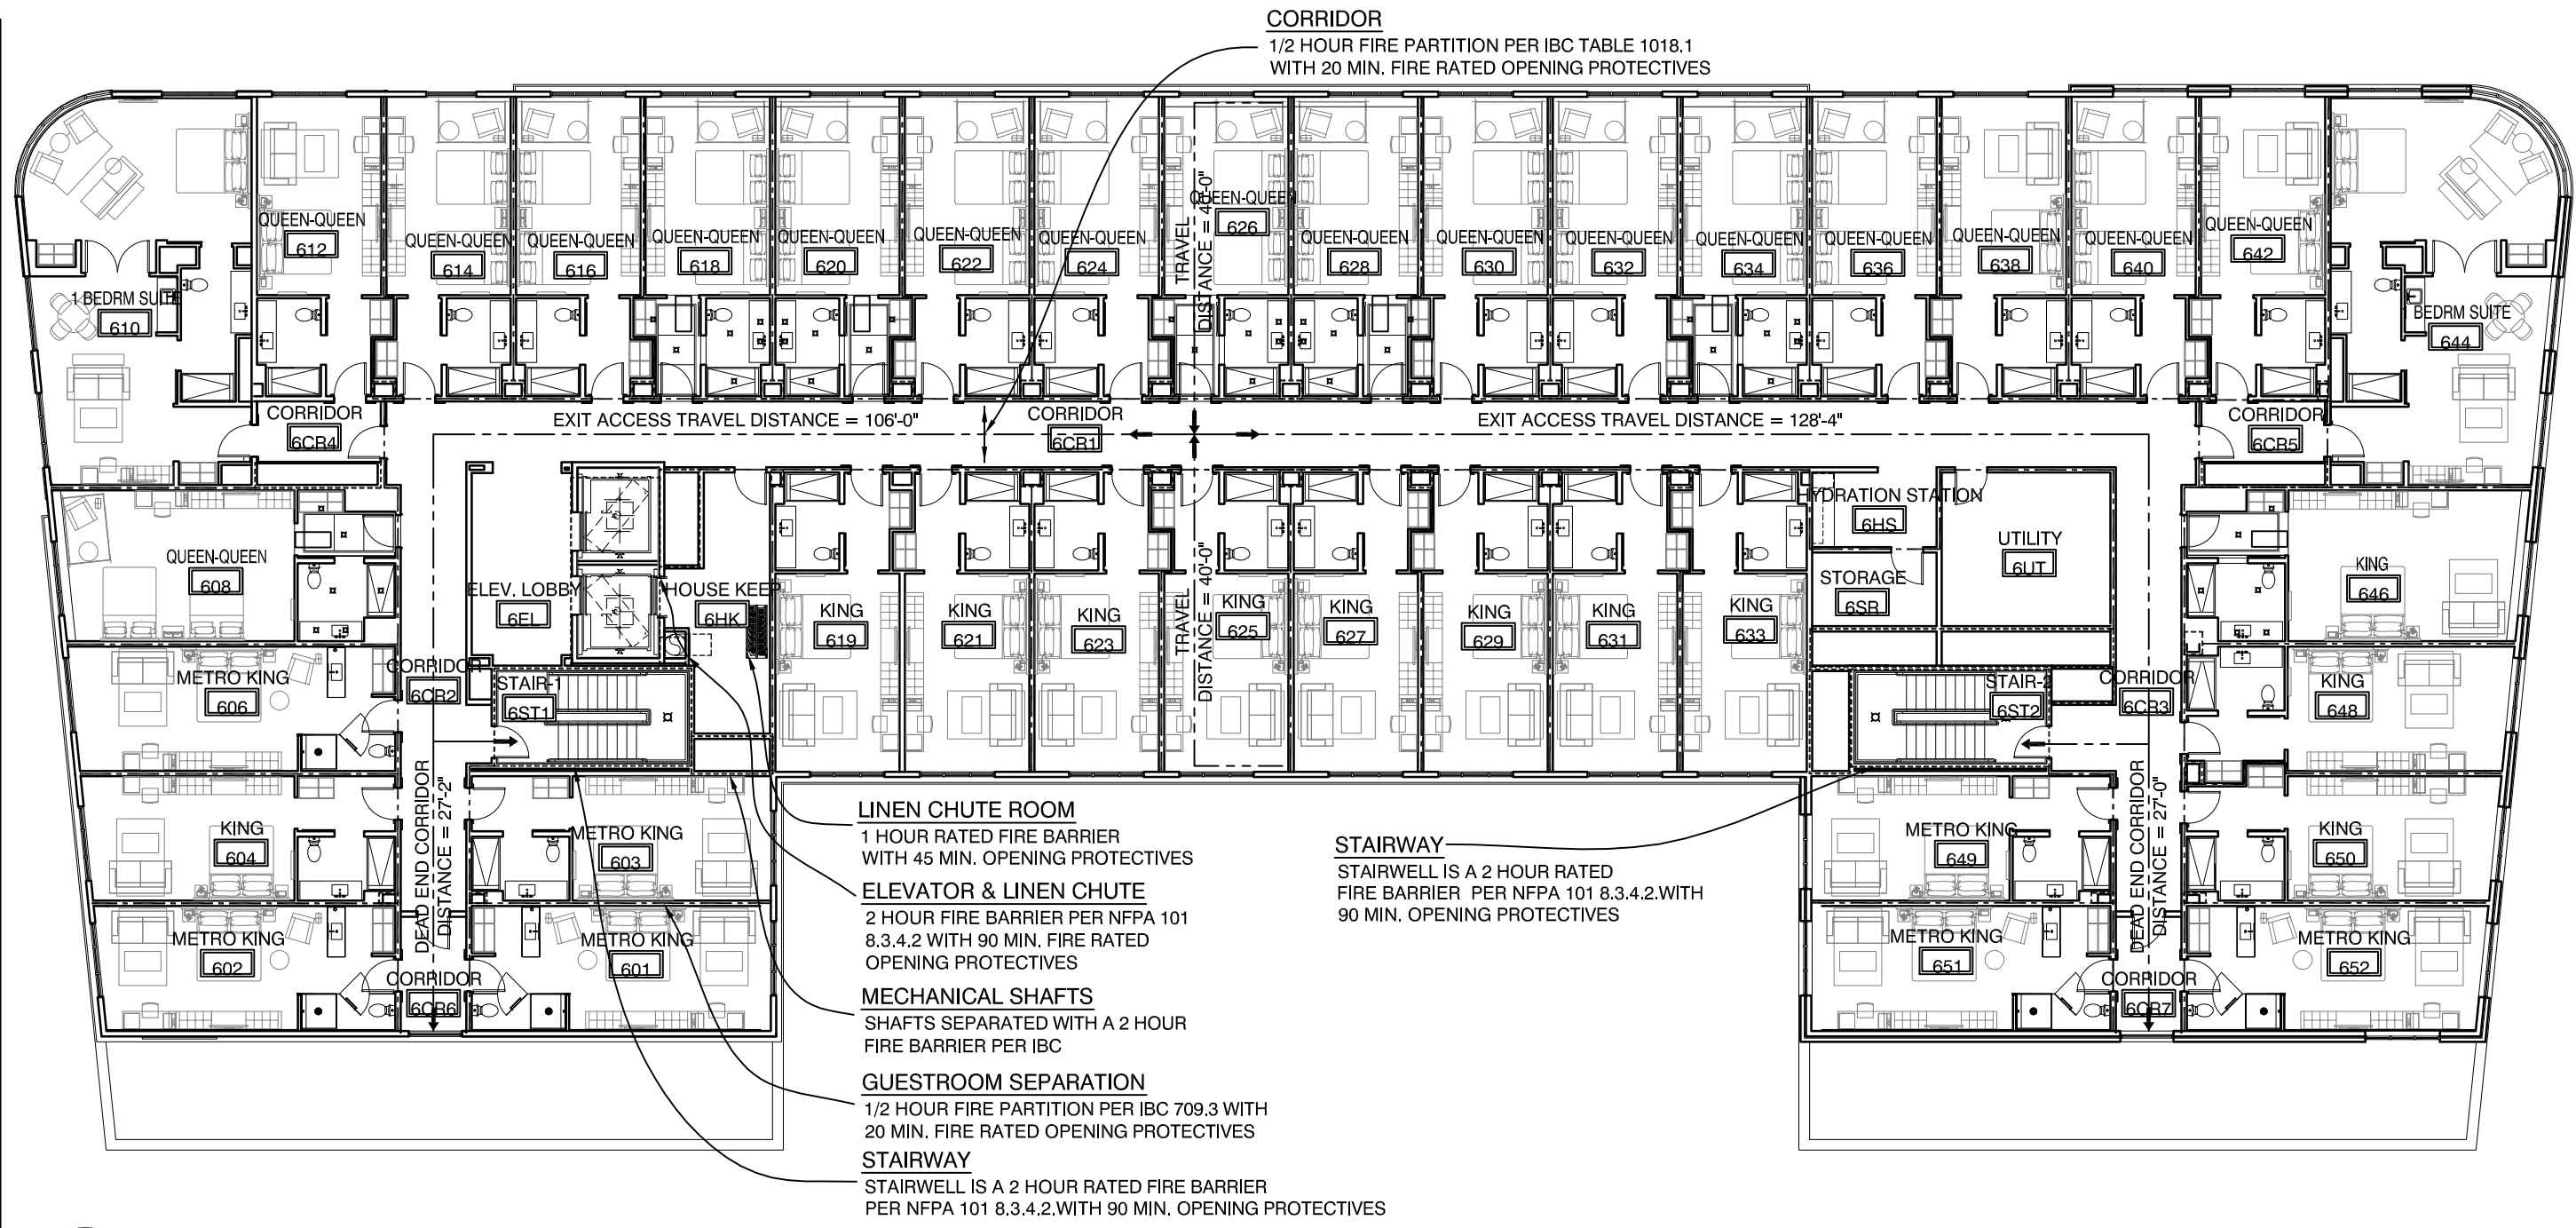 CORRIDOR
1/2 HOUR FIRE PARTITION PER IBC TABLE 1018.1
WITH 20 MIN. FIRE RATED OPENING PROTECTIVES
QUEEN-QUEEN
612
QUEEN-QUEEN
614
QUEEN-QUEEN
616
QUEEN-QUEEN
618
QUEEN-QUEEN
620
QUEEN-QUEEN
622
QUEEN-QUEEN
624
TRAVEL
DISTANCE = 40'-0"
QUEEN-QUEEN
626
QUEEN-QUEEN
628
QUEEN-QUEEN
630
QUEEN-QUEEN
632
QUEEN-QUEEN
634
QUEEN-QUEEN
636
QUEEN-QUEEN
638
QUEEN-QUEEN
640
QUEEN-QUEEN
642
1 BEDRM SUITE
610
1 BEDRM SUITE
644
CORRIDOR
6CR4
EXIT ACCESS TRAVEL DISTANCE = 106'-0"
CORRIDOR
6CR1
EXIT ACCESS TRAVEL DISTANCE = 128'-4"
CORRIDOR
6CR5
QUEEN-QUEEN
608
ELEV. LOBBY
6EL
HOUSE KEEP
6HK
KING
619
KING
621
KING
623
TRAVEL
DISTANCE = 40'-0"
KING
625
KING
627
KING
629
KING
631
KING
633
HYDRATION STATION
6HS
STORAGE
6SR
UTILITY
6UT
KING
646
METRO KING
606
CORRIDOR
6CR2
STAIR-1
6ST1
STAIR-2
6ST2
CORRIDOR
6CR3
KING
648
KING
604
DEAD END CORRIDOR
DISTANCE = 27'-2"
METRO KING
603
METRO KING
649
DEAD END CORRIDOR
DISTANCE = 27'-0"
KING
650
METRO KING
602
CORRIDOR
6CR6
METRO KING
601
METRO KING
651
CORRIDOR
6CR7
METRO KING
652
LINEN CHUTE ROOM
1 HOUR RATED FIRE BARRIER
WITH 45 MIN. OPENING PROTECTIVES
ELEVATOR & LINEN CHUTE
2 HOUR FIRE BARRIER PER NFPA 101
8.3.4.2 WITH 90 MIN. FIRE RATED
OPENING PROTECTIVES
MECHANICAL SHAFTS
SHAFTS SEPARATED WITH A 2 HOUR
FIRE BARRIER PER IBC
GUESTROOM SEPARATION
1/2 HOUR FIRE PARTITION PER IBC 709.3 WITH
20 MIN. FIRE RATED OPENING PROTECTIVES
STAIRWAY
STAIRWELL IS A 2 HOUR RATED FIRE BARRIER
PER NFPA 101 8.3.4.2.WITH 90 MIN. OPENING PROTECTIVES
STAIRWAY
STAIRWELL IS A 2 HOUR RATED
FIRE BARRIER PER NFPA 101 8.3.4.2.WITH
90 MIN. OPENING PROTECTIVES